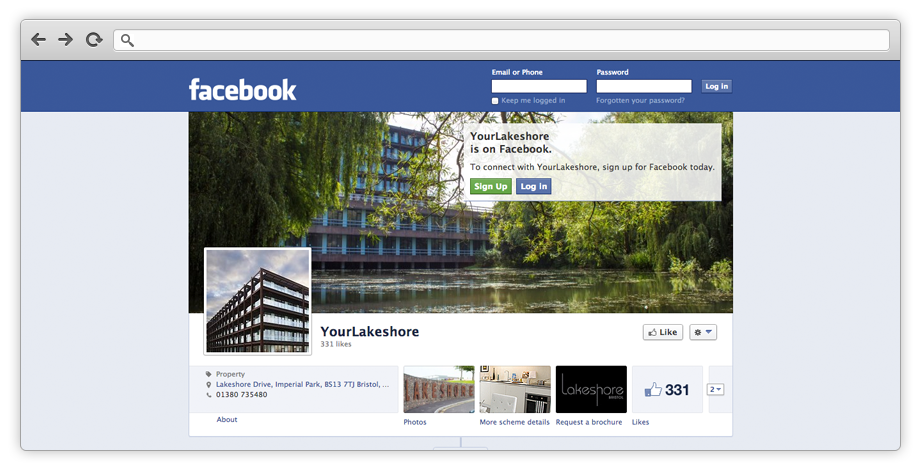 Email or Phone
Password
facebook
Log In
Keep me logged in
Forgotten your password?
YourLakeshore
is on Facebook.
To connect with YourLakeshore, sign up for Facebook today.
Sign Up
Log In
YourLakeshore
331 likes
Like
Property
Lakeshore Drive, Imperial Park, BS13 7TJ Bristol, ...
01380 735480
About
LAKESHORE
lakeshore
BRISTOL
331
2
Photos
More scheme details
Request a brochure
Likes